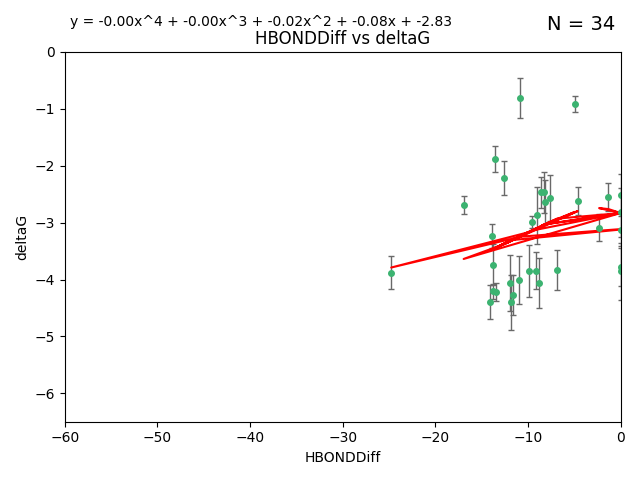 y = -0.00x^4 + -0.00x^3 + -0.02x^2 + -0.08x + -2.83
N = 34
HBONDDiff vs deltaG
0
−1
−2
−3
−4
−5
−6
deltaG
−60 −50 −40 −30 −20 −10 0
HBONDDiff